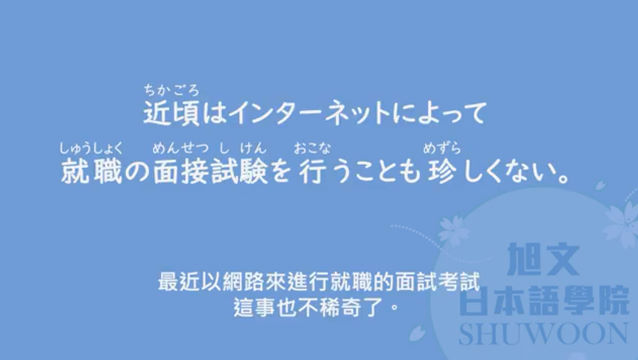 ちかごろ
近頃はインターネットによって
しゅうしょく めんせつ し けん おこな めずら
就職の面接試験を行うことも珍しくない。
最近以網路來進行就職的面試考試
這事也不稀奇了。
旭文
日本語學院
SHUWOON